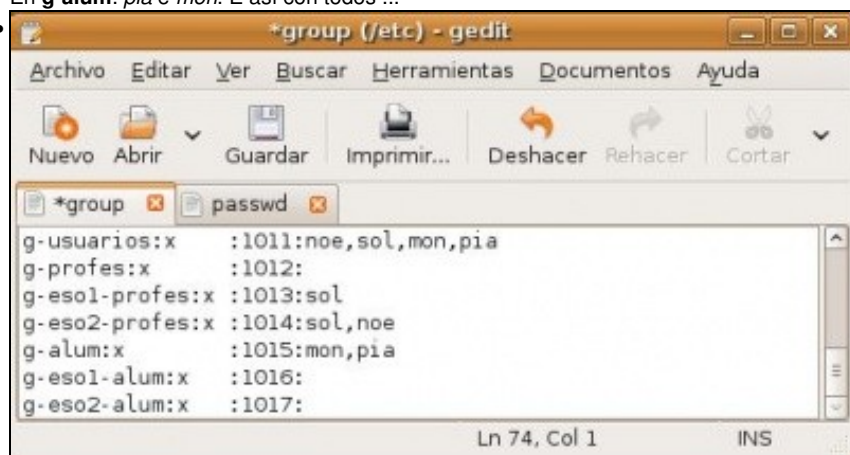 En g-alum: pia e mon. E así con todos ...
*group (/etc) - gedit
Archivo Editar Ver Buscar Herramientas Documentos Ayuda
Nuevo Abrir Guardar Imprimir... Deshacer Rehacer Cortar
*group passwd
g-usuarios:x :1011:noe,sol,mon,pia
g-profes:x :1012:
g-eso1-profes:x :1013:sol
g-eso2-profes:x :1014:sol,noe
g-alum:x :1015:mon,pia
g-eso1-alum:x :1016:
g-eso2-alum:x :1017:
Ln 74, Col 1 INS